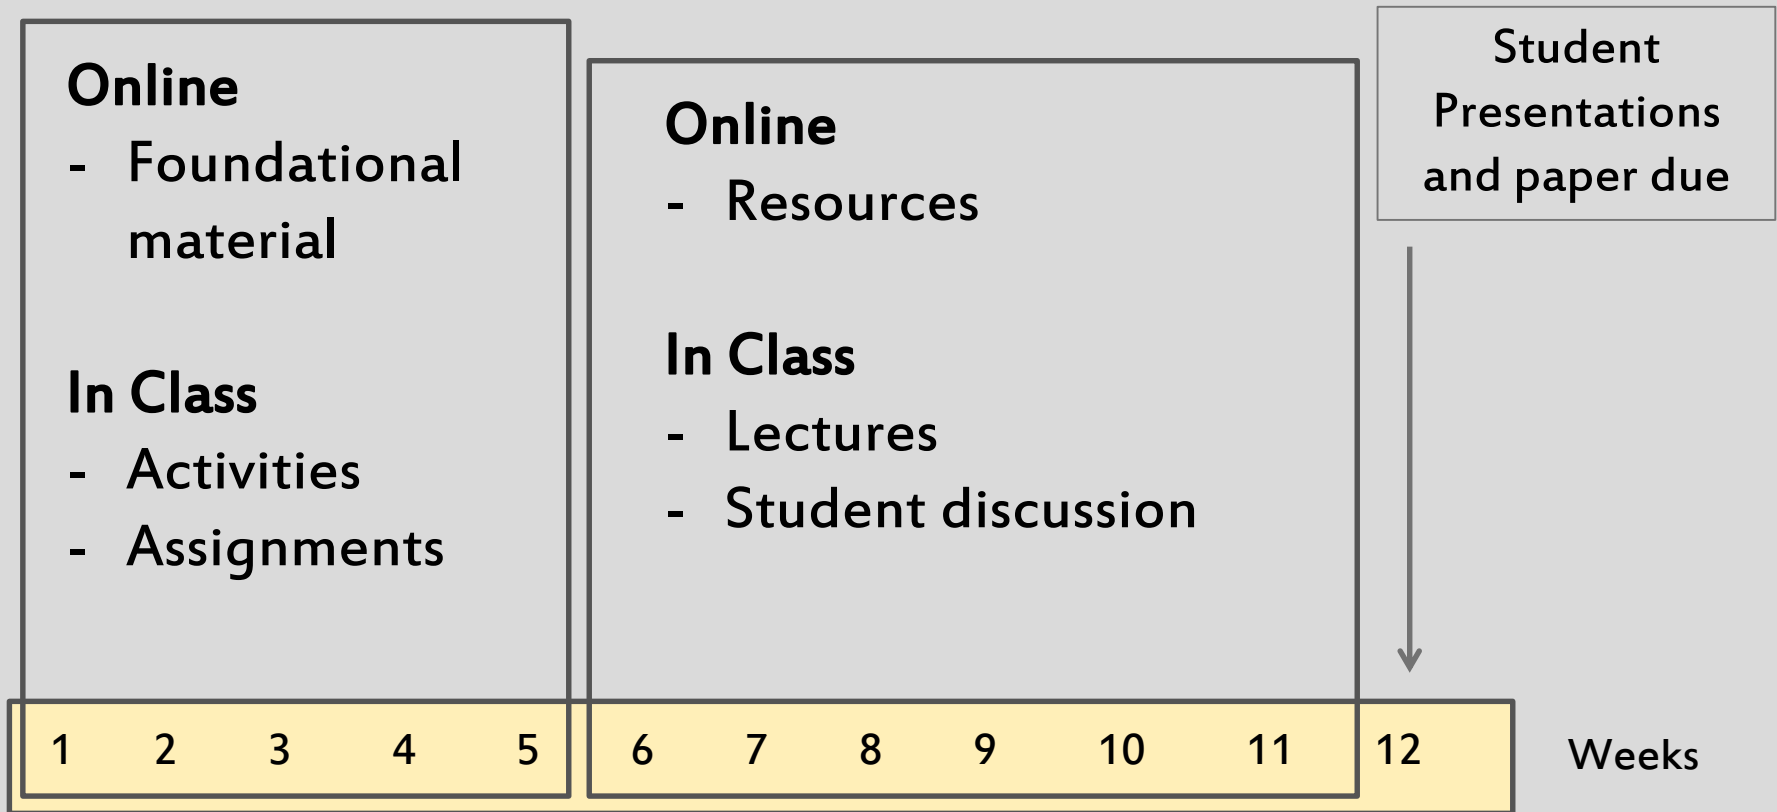 Online
- Foundational
material
In Class
- Activities
- Assignments
Online
- Resources
In Class
- Lectures
- Student discussion
Student
Presentations
and paper due
1 2 3 4 5 6 7 8 9 10 11 12 Weeks